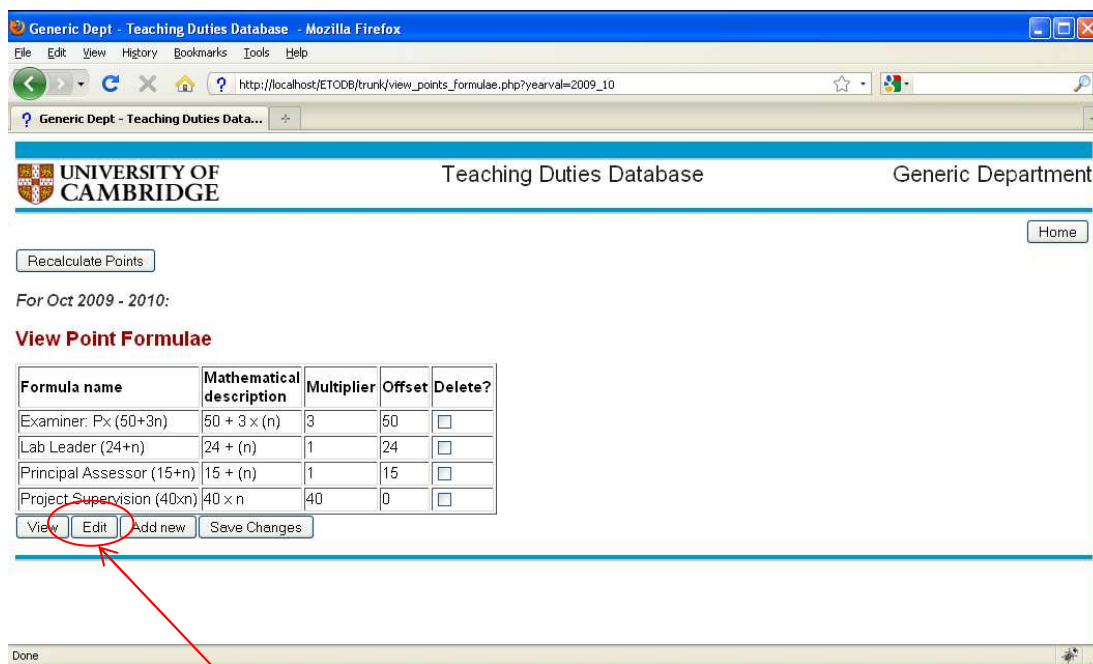 Generic Dept - Teaching Duties Database - Mozilla Firefox
File Edit View History Bookmarks Tools Help
http://localhost/ETODB/trunk/view_points_formulae.php?yearval=2009_10
Generic Dept - Teaching Duties Data...
UNIVERSITY OF
CAMBRIDGE
Teaching Duties Database
Generic Department
Home
Recalculate Points
For Oct 2009 - 2010:
View Point Formulae
Formula name Mathematical description Multiplier Offset Delete?
Examiner: Px (50+3n) 50 + 3 × (n) 3 50
Lab Leader (24+n) 24 + (n) 1 24
Principal Assessor (15+n) 15 + (n) 1 15
Project Supervision (40xn) 40 × n 40 0
View Edit Add new Save Changes
Done